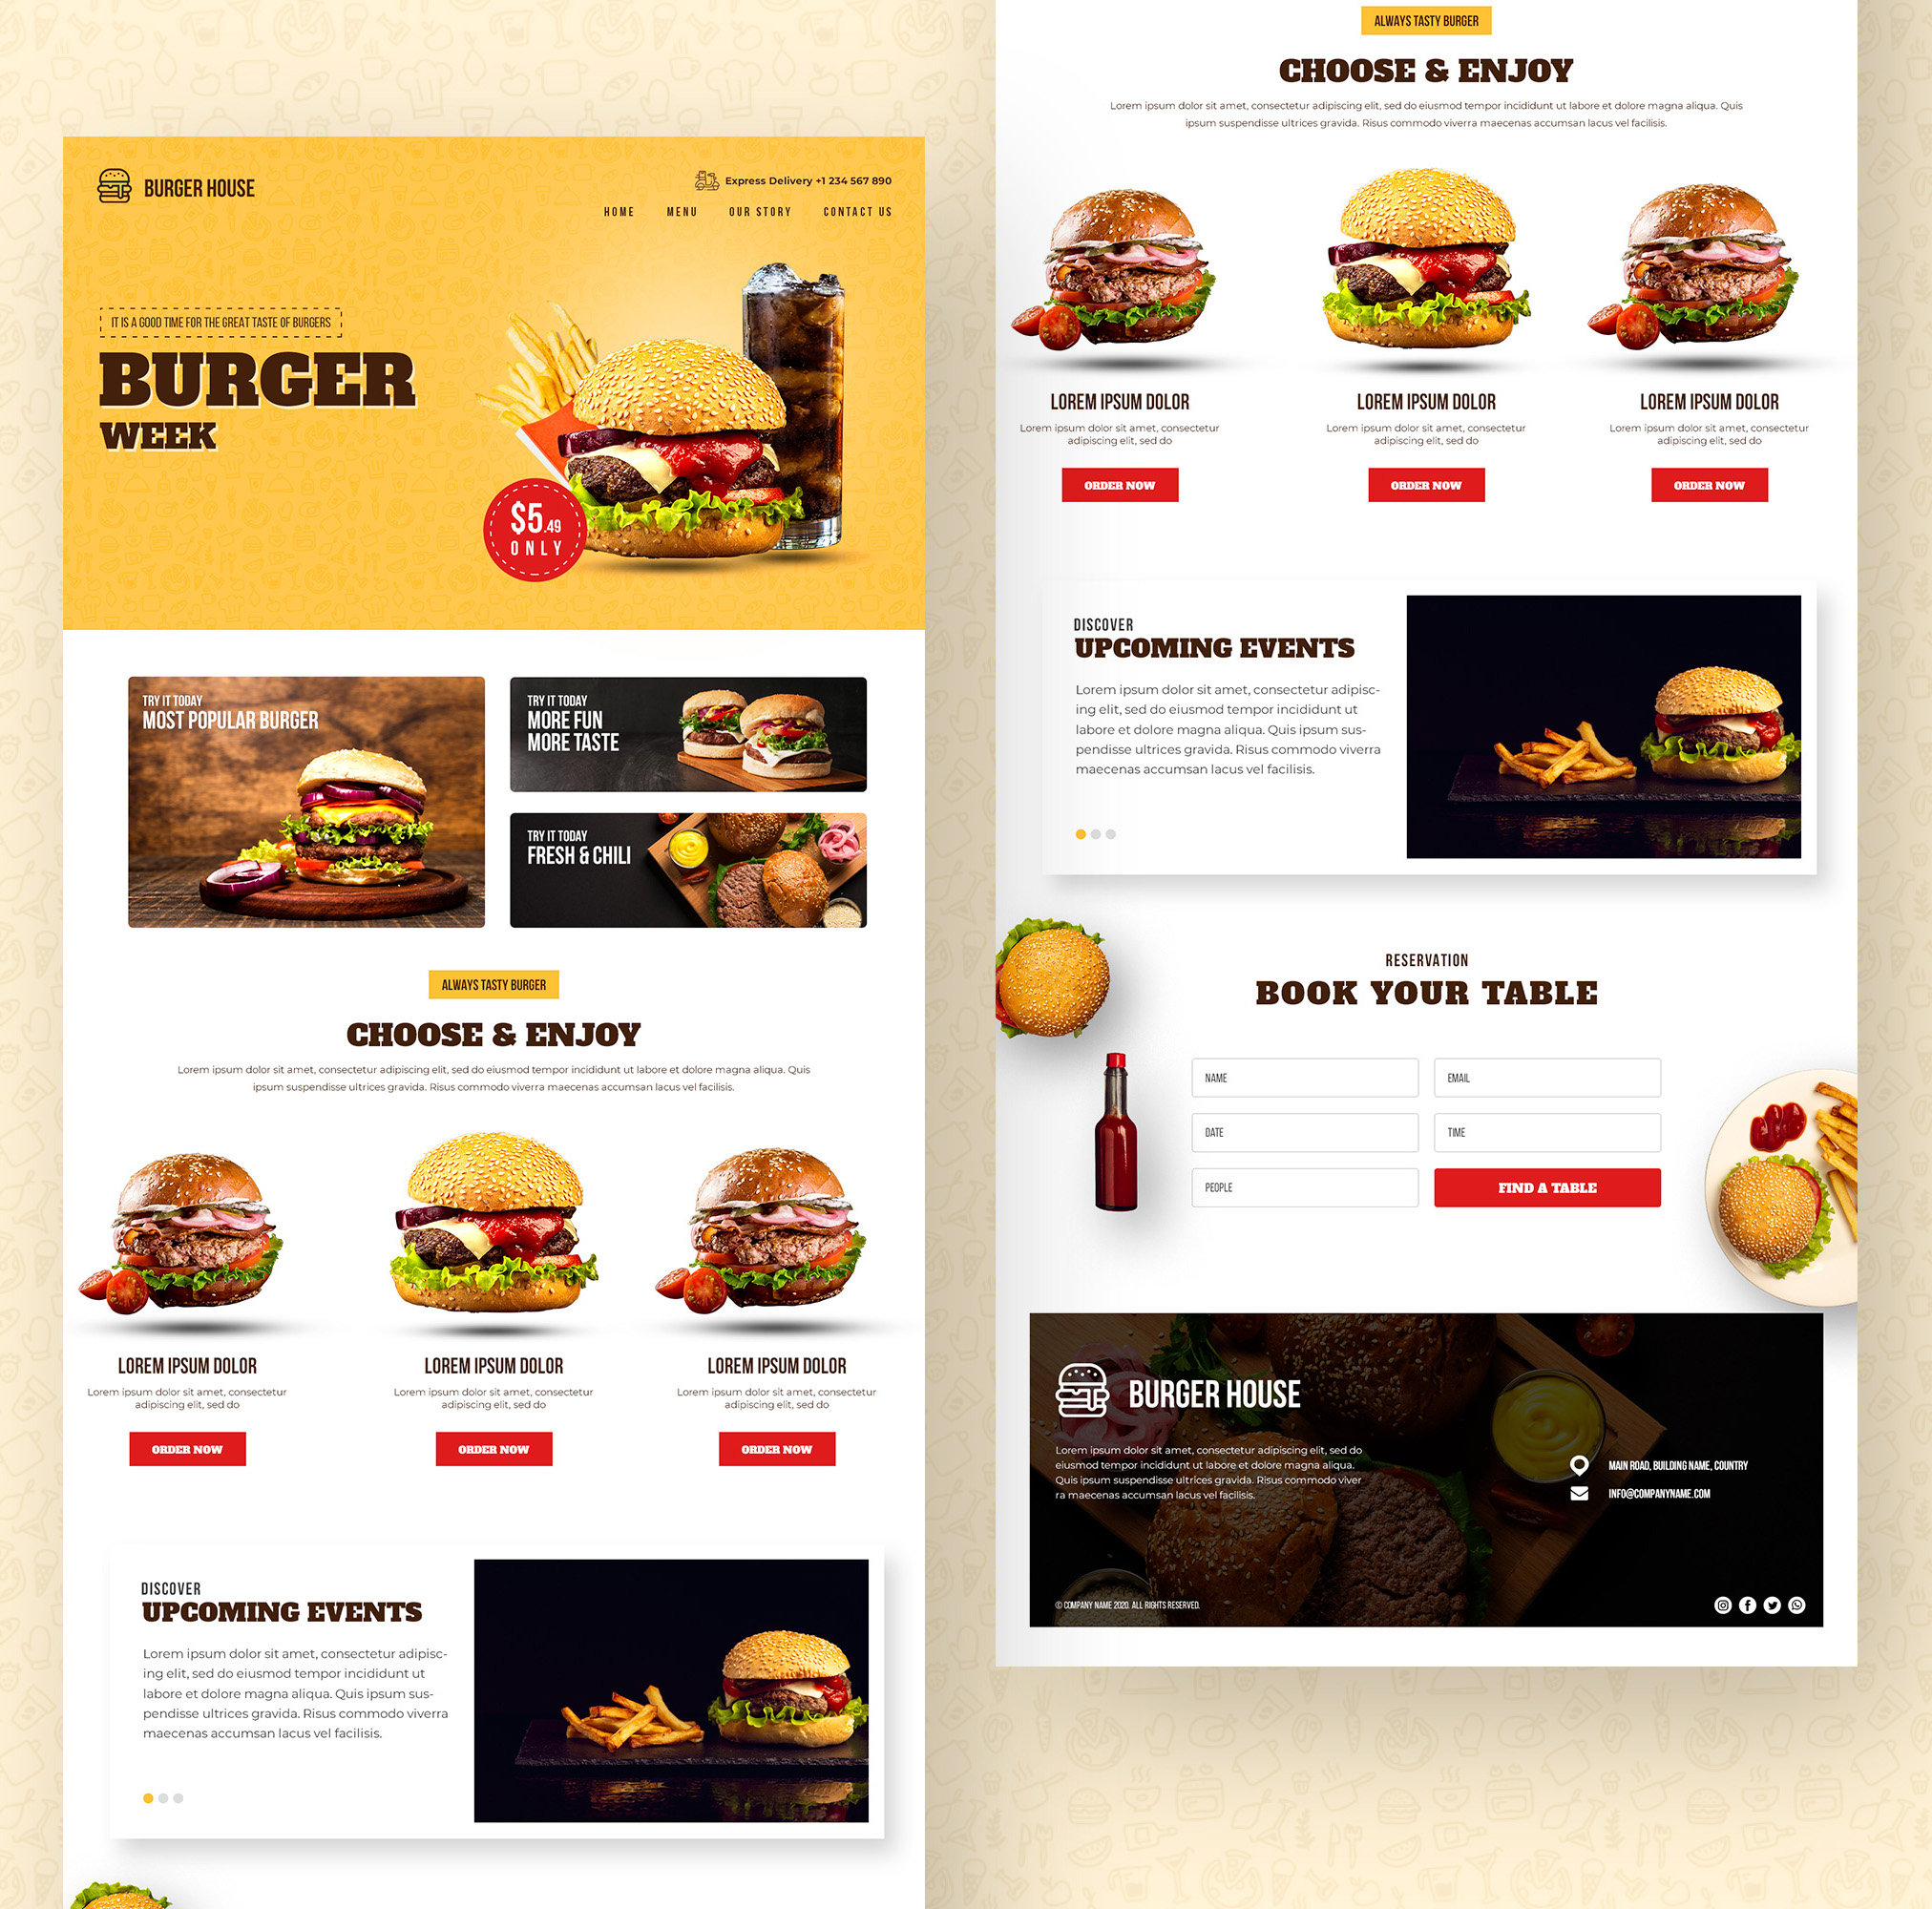 BURGER HOUSE
Express Delivery +1 234 567 890
HOME MENU OUR STORY CONTACT US
IT IS A GOOD TIME FOR THE GREAT TASTE OF BURGERS
BURGER
WEEK
$5.49
ONLY
TRY IT TODAY
MOST POPULAR BURGER
TRY IT TODAY
MORE FUN
MORE TASTE
TRY IT TODAY
FRESH & CHILI
ALWAYS TASTY BURGER
CHOOSE & ENJOY
Lorem ipsum dolor sit amet, consectetur adipiscing elit, sed do eiusmod tempor incididunt ut labore et dolore magna aliqua. Quis
ipsum suspendisse ultrices gravida. Risus commodo viverra maecenas accumsan lacus vel facilisis.
LOREM IPSUM DOLOR
Lorem ipsum dolor sit amet, consectetur
adipiscing elit, sed do
ORDER NOW
LOREM IPSUM DOLOR
Lorem ipsum dolor sit amet, consectetur
adipiscing elit, sed do
ORDER NOW
LOREM IPSUM DOLOR
Lorem ipsum dolor sit amet, consectetur
adipiscing elit, sed do
ORDER NOW
DISCOVER
UPCOMING EVENTS
Lorem ipsum dolor sit amet, consectetur adipisc-
ing elit, sed do eiusmod tempor incididunt ut
labore et dolore magna aliqua. Quis ipsum sus-
pendisse ultrices gravida. Risus commodo viverra
maecenas accumsan lacus vel facilisis.
ALWAYS TASTY BURGER
CHOOSE & ENJOY
Lorem ipsum dolor sit amet, consectetur adipiscing elit, sed do eiusmod tempor incididunt ut labore et dolore magna aliqua. Quis
ipsum suspendisse ultrices gravida. Risus commodo viverra maecenas accumsan lacus vel facilisis.
LOREM IPSUM DOLOR
Lorem ipsum dolor sit amet, consectetur
adipiscing elit, sed do
ORDER NOW
LOREM IPSUM DOLOR
Lorem ipsum dolor sit amet, consectetur
adipiscing elit, sed do
ORDER NOW
LOREM IPSUM DOLOR
Lorem ipsum dolor sit amet, consectetur
adipiscing elit, sed do
ORDER NOW
DISCOVER
UPCOMING EVENTS
Lorem ipsum dolor sit amet, consectetur adipisc-
ing elit, sed do eiusmod tempor incididunt ut
labore et dolore magna aliqua. Quis ipsum sus-
pendisse ultrices gravida. Risus commodo viverra
maecenas accumsan lacus vel facilisis.
RESERVATION
BOOK YOUR TABLE
NAME
EMAIL
DATE
TIME
PEOPLE
FIND A TABLE
BURGER HOUSE
Lorem ipsum dolor sit amet, consectetur adipiscing elit, sed do
eiusmod tempor incididunt ut labore et dolore magna aliqua.
Quis ipsum suspendisse ultrices gravida. Risus commodo viver
ra maecenas accumsan lacus vel facilisis.
MAIN ROAD, BUILDING NAME, COUNTRY
INFO@COMPANYNAME.COM
© COMPANY NAME 2020. ALL RIGHTS RESERVED.